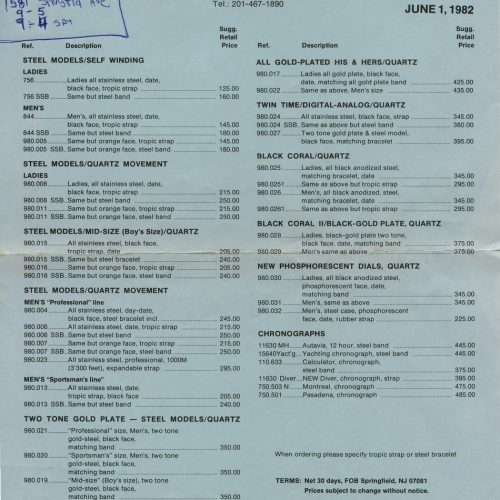 9 - 5
9 - 4 SAT
Tel.: 201-467-1890
JUNE 1, 1982
Ref. Description Sugg. Retail Price
STEEL MODELS/SELF WINDING
LADIES
756 Ladies all stainless steel, date,
black face, tropic strap 125.00
756 SSB Same but steel band 160.00
MEN'S
844 Men's, all stainless steel, date,
black face, tropic strap 145.00
844 SSB Same but steel band 180.00
980.005 Same but orange face, tropic strap 145.00
980.005 SSB Same but orange face, steel band 180.00
STEEL MODELS/QUARTZ MOVEMENT
LADIES
980.008 Ladies, all stainless steel, date,
black face, tropic strap 215.00
980.008 SSB Same but steel band 250.00
980.011 Same but orange face, tropic strap 215.00
980.011 SSB Same but orange face, steel band 250.00
STEEL MODELS/MID-SIZE (Boy's Size)/QUARTZ
980.015 All stainless steel, black face,
tropic strap, date 205.00
980.015 SSB Same but steel bracelet 240.00
980.016 Same but orange face, tropic strap 205.00
980.016 SSB Same but orange face, steel band 240.00
STEEL MODELS/QUARTZ MOVEMENT
MEN'S "Professional" line
980.004 All stainless steel, day-date,
black face, steel bracelet incl. 245.00
980.006 All stainless steel, date, tropic strap 215.00
980.006 SSB Same but steel band 250.00
980.007 Same but orange face, tropic strap 215.00
980.007 SSB Same but orange face, steel band 250.00
980.023 All stainless steel, professional, 1000M
(3'300 feet), expandable strap 295.00
MEN'S "Sportsman's line"
980.013 All stainless steel, date,
tropic strap 205.00
980.013 SSB Same but steel band 240.00
TWO TONE GOLD PLATE — STEEL MODELS/QUARTZ
980.021 "Professional" size, Men's, two tone
gold-steel, black face,
matching band 350.00
980.020 "Sportsman's" size, Men's, two tone
gold-steel, black face,
matching band 350.00
980.019 "Mid-size" (Boy's size), two tone
gold-steel, black face,
matching band 350.00
Ref. Description Sugg. Retail Price
ALL GOLD-PLATED HIS & HERS/QUARTZ
980.017 Ladies all gold plate, black face,
date, matching all gold plate band 425.00
980.022 Same as above, Men's size 435.00
TWIN TIME/DIGITAL-ANALOG/QUARTZ
980.024 All stainless steel, black face, strap 345.00
980.024 SSB Same as above but steel band 380.00
980.027 Two tone gold plate & steel model,
black face, matching bracelet 395.00
BLACK CORAL/QUARTZ
980.025 Ladies, all black anodized steel,
matching bracelet, date 345.00
980.0251 Same as above but tropic strap 295.00
980.026 Men's, all black anodized steel,
matching band, date 345.00
980.0261 Same as above but tropic strap 295.00
BLACK CORAL II/BLACK-GOLD PLATE, QUARTZ
980.028 Ladies, black-gold plate two tone,
black face, date, matching band 375.00
980.029 Men's same as above 375.00
NEW PHOSPHORESCENT DIALS, QUARTZ
980.030 Ladies, all black anodized steel,
phosphorescent face, date,
matching band 345.00
980.031 Men's, same as above 345.00
980.032 Men's, steel case, phosphorescent
face, date, rubber strap 225.00
CHRONOGRAPHS
11630 MH Autavia, 12 hour, steel band 445.00
15640Yact'g Yachting chronograph, steel band 445.00
110.633 Calculator, chronograph,
steel band 445.00
11630 Diver NEW Diver, chronograph, strap 395.00
750.503 N Montreal, chronograph, strap 475.00
750.501 Pasadena, chronograph, strap 485.00
When ordering please specify tropic strap or steel bracelet
TERMS: Net 30 days, FOB Springfield, NJ 07081
Prices subject to change without notice.